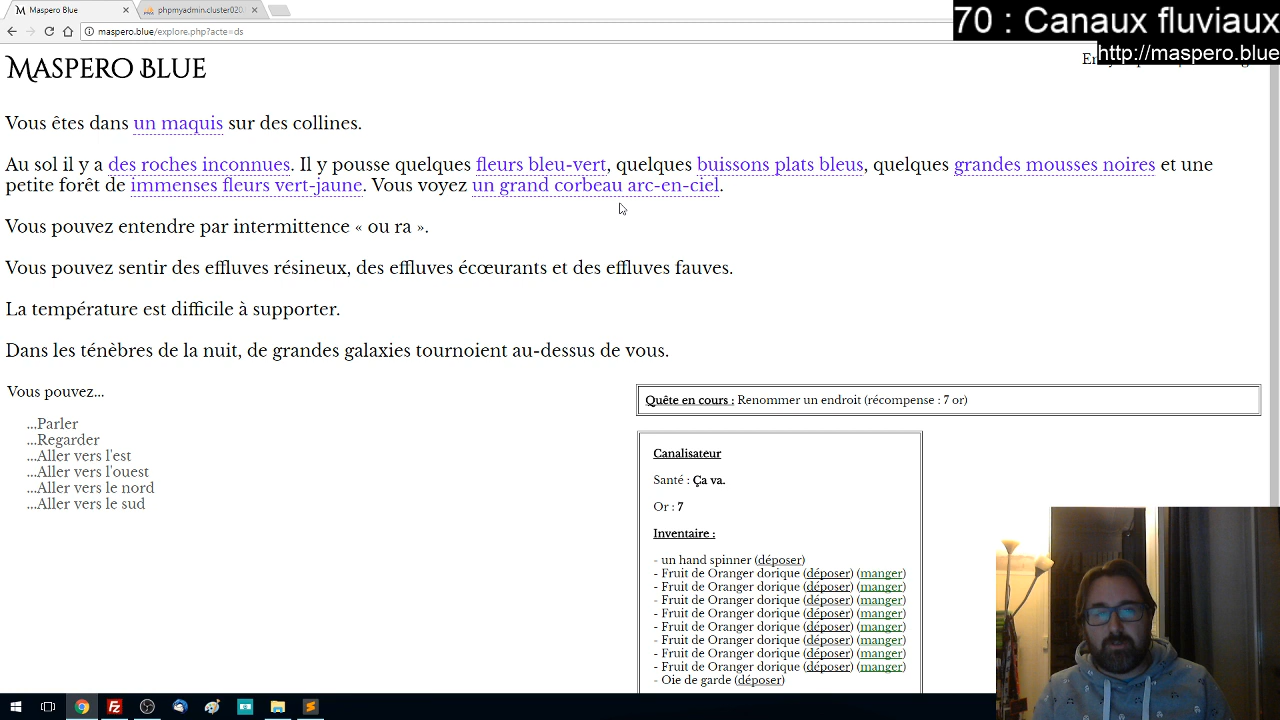 Maspero Blue
phpmyadmin.cluster020
maspero.blue/explore.php?acte=ds
70 : Canaux fluviaux
http://maspero.blue
MASPERO BLUE
Vous êtes dans un maquis sur des collines.
Au sol il y a des roches inconnues. Il y pousse quelques fleurs bleu-vert, quelques buissons plats bleus, quelques grandes mousses noires et une
petite forêt de immenses fleurs vert-jaune. Vous voyez un grand corbeau arc-en-ciel.
Vous pouvez entendre par intermittence « ou ra ».
Vous pouvez sentir des effluves résineux, des effluves écœurants et des effluves fauves.
La température est difficile à supporter.
Dans les ténèbres de la nuit, de grandes galaxies tournoient au-dessus de vous.
Vous pouvez...
...Parler
...Regarder
...Aller vers l'est
...Aller vers l'ouest
...Aller vers le nord
...Aller vers le sud
Quête en cours : Renommer un endroit (récompense : 7 or)
Canalisateur
Santé : Ça va.
Or : 7
Inventaire :
- un hand spinner (déposer)
- Fruit de Oranger dorique (déposer) (manger)
- Fruit de Oranger dorique (déposer) (manger)
- Fruit de Oranger dorique (déposer) (manger)
- Fruit de Oranger dorique (déposer) (manger)
- Fruit de Oranger dorique (déposer) (manger)
- Fruit de Oranger dorique (déposer) (manger)
- Fruit de Oranger dorique (déposer) (manger)
- Fruit de Oranger dorique (déposer) (manger)
- Oie de garde (déposer)